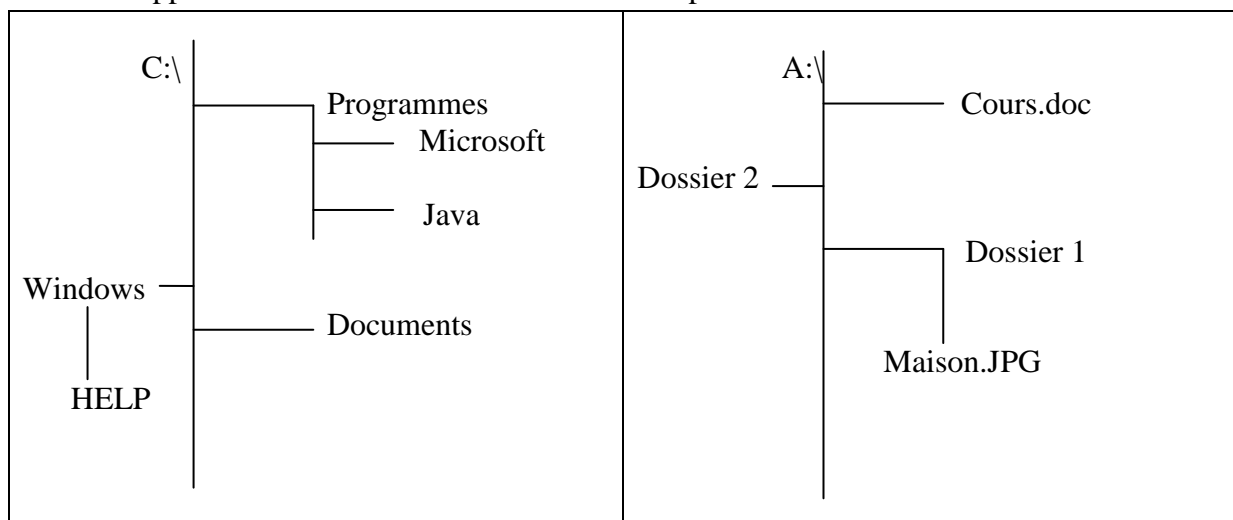 C:\
Programmes
Microsoft
Java
Windows
Documents
HELP
A:\
Cours.doc
Dossier 2
Dossier 1
Maison.JPG